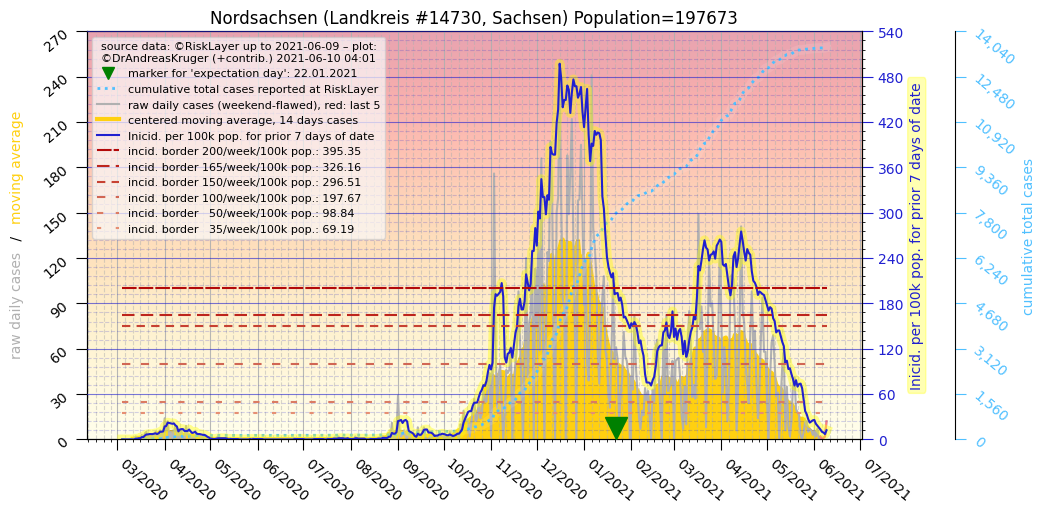 Nordsachsen (Landkreis #14730, Sachsen) Population=197673
source data: ©RiskLayer up to 2021-06-09 – plot:
©DrAndreasKruger (+contrib.) 2021-06-10 04:01
marker for 'expectation day': 22.01.2021
cumulative total cases reported at RiskLayer
raw daily cases (weekend-flawed), red: last 5
centered moving average, 14 days cases
Inicid. per 100k pop. for prior 7 days of date
incid. border 200/week/100k pop.: 395.35
incid. border 165/week/100k pop.: 326.16
incid. border 150/week/100k pop.: 296.51
incid. border 100/week/100k pop.: 197.67
incid. border   50/week/100k pop.: 98.84
incid. border   35/week/100k pop.: 69.19
raw daily cases  /  moving average
270
240
210
180
150
120
90
60
30
0
540
480
420
360
300
240
180
120
60
0
Inicid. per 100k pop. for prior 7 days of date
14,040
12,480
10,920
9,360
7,800
6,240
4,680
3,120
1,560
0
cumulative total cases
03/2020
04/2020
05/2020
06/2020
07/2020
08/2020
09/2020
10/2020
11/2020
12/2020
01/2021
02/2021
03/2021
04/2021
05/2021
06/2021
07/2021